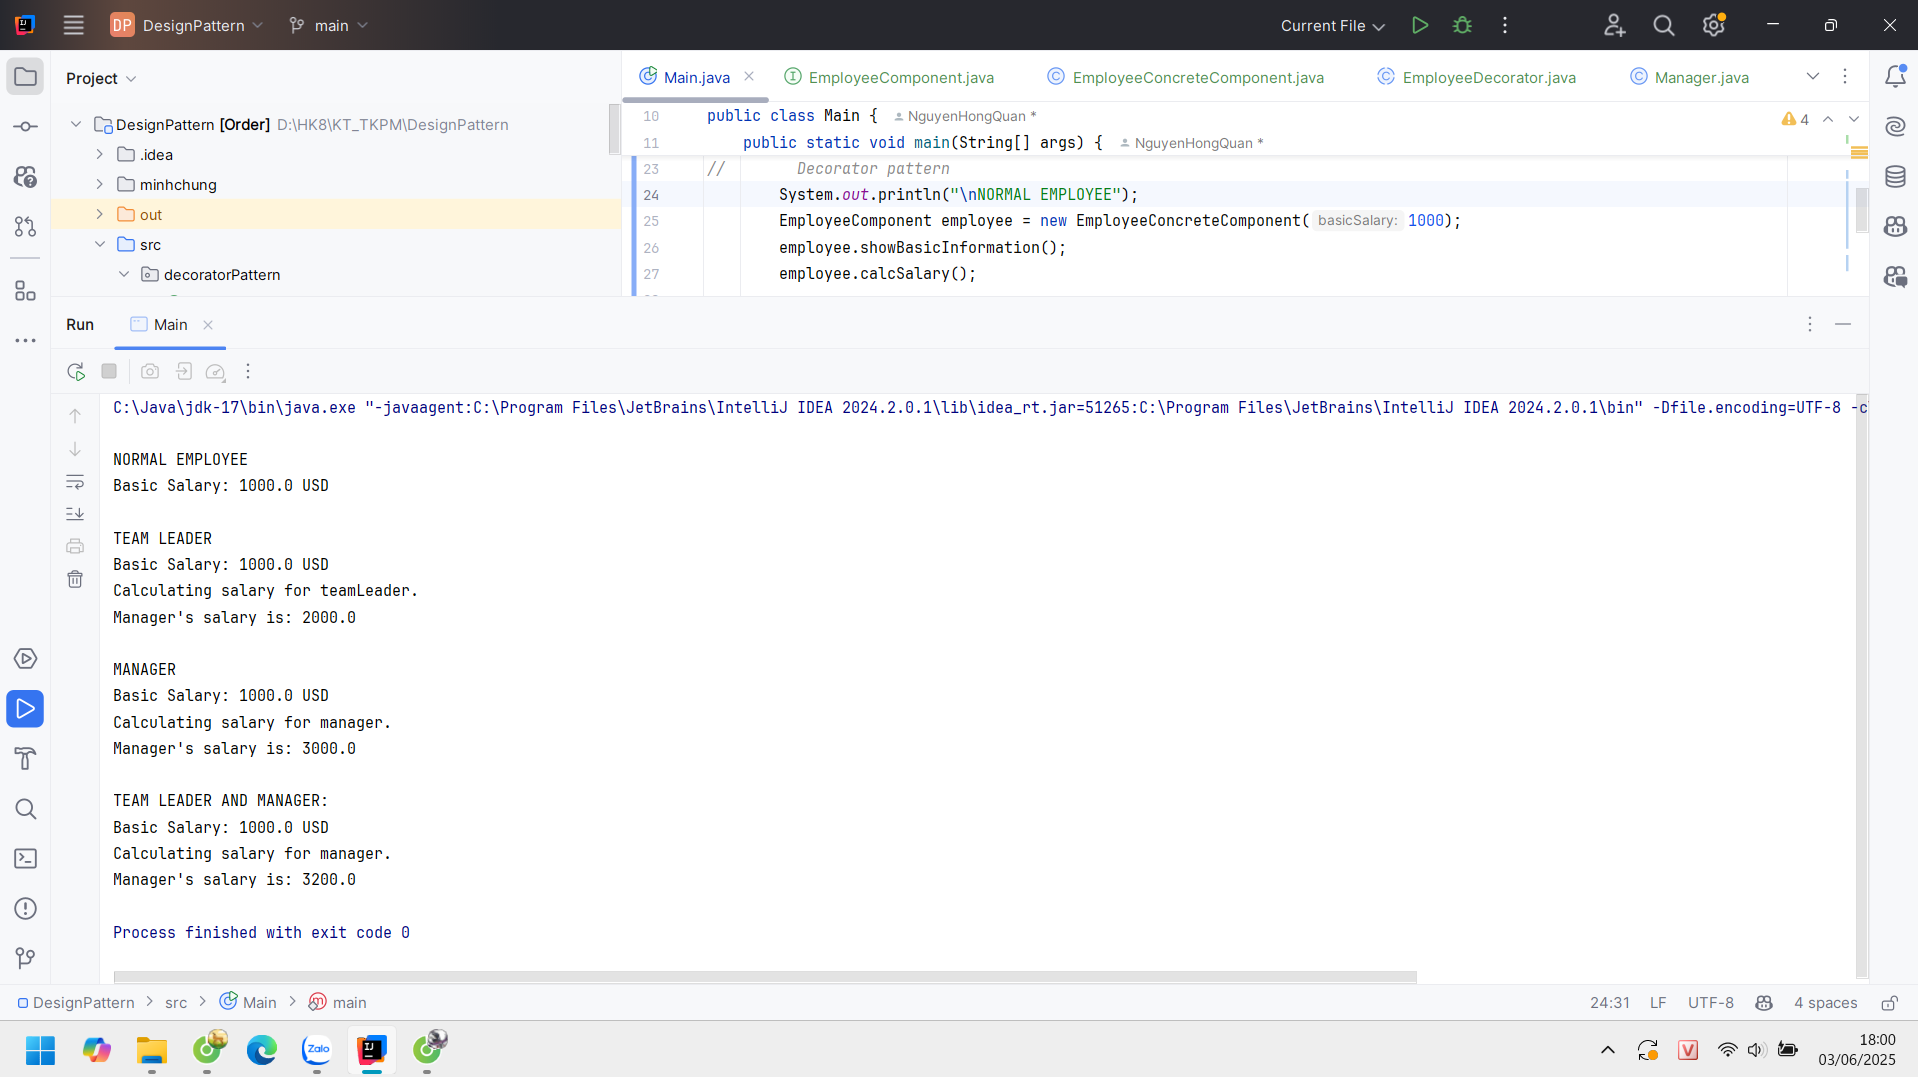 DP DesignPattern main Current File
Project
Main.java EmployeeComponent.java EmployeeConcreteComponent.java EmployeeDecorator.java Manager.java
DesignPattern [Order] D:\HK8\KT_TKPM\DesignPattern
.idea
minhchung
out
src
decoratorPattern
10 public class Main { NguyenHongQuan *
11 public static void main(String[] args) { NguyenHongQuan *
23 // Decorator pattern
24 System.out.println("\nNORMAL EMPLOYEE");
25 EmployeeComponent employee = new EmployeeConcreteComponent( basicSalary: 1000);
26 employee.showBasicInformation();
27 employee.calcSalary();
4
Run Main
C:\Java\jdk-17\bin\java.exe "-javaagent:C:\Program Files\JetBrains\IntelliJ IDEA 2024.2.0.1\lib\idea_rt.jar=51265:C:\Program Files\JetBrains\IntelliJ IDEA 2024.2.0.1\bin" -Dfile.encoding=UTF-8 -c
NORMAL EMPLOYEE
Basic Salary: 1000.0 USD
TEAM LEADER
Basic Salary: 1000.0 USD
Calculating salary for teamLeader.
Manager's salary is: 2000.0
MANAGER
Basic Salary: 1000.0 USD
Calculating salary for manager.
Manager's salary is: 3000.0
TEAM LEADER AND MANAGER:
Basic Salary: 1000.0 USD
Calculating salary for manager.
Manager's salary is: 3200.0
Process finished with exit code 0
DesignPattern > src > Main > main
24:31 LF UTF-8 4 spaces
Zalo
18:00
03/06/2025